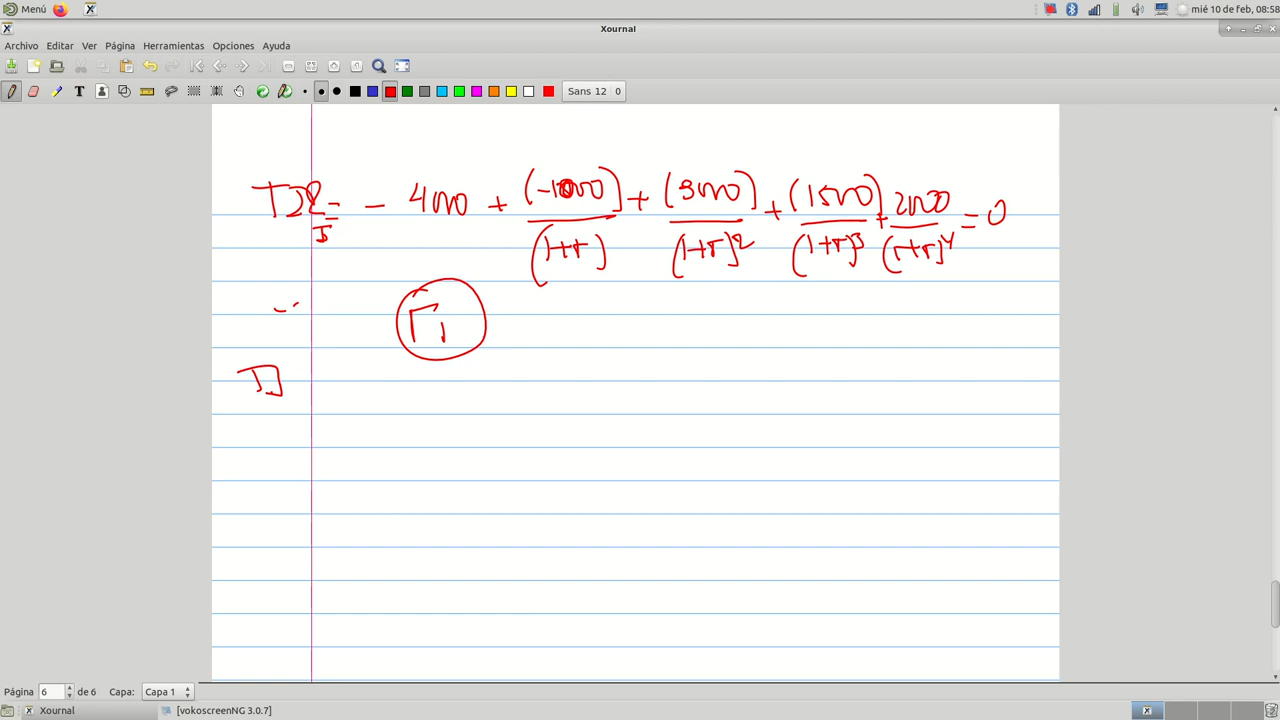 Menú
mié 10 de feb, 08:58
Xournal
Archivo Editar Ver Página Herramientas Opciones Ayuda
Sans 12 0
TIR = - 4000 + (-1000)/(1+r) + (3000)/(1+r)^2 + (1500)/(1+r)^3 + 2000/(1+r)^4 = 0
I
r1
Página 6 de 6 Capa: Capa 1
Xournal [vokoscreenNG 3.0.7]